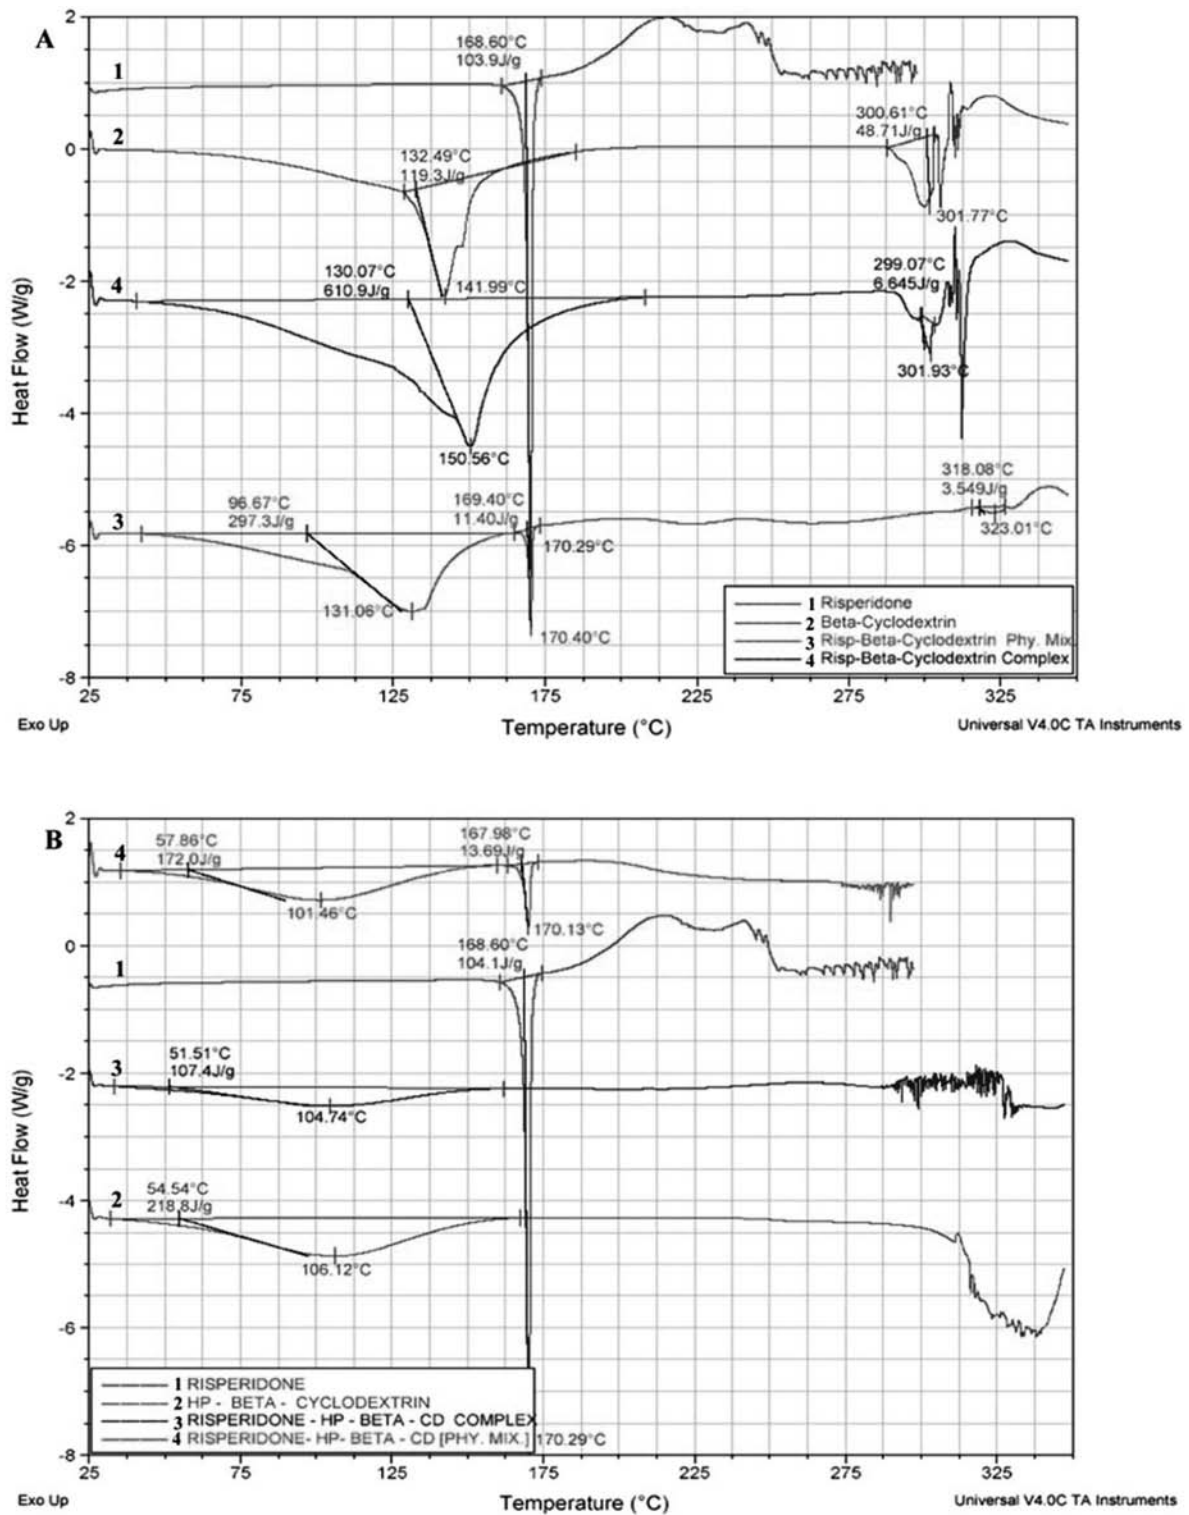 A
2
168.60°C
103.9J/g
1
300.61°C
48.71J/g
2
0
132.49°C
119.3J/g
301.77°C
130.07°C
610.9J/g
299.07°C
6.645J/g
4
141.99°C
-2
301.93°C
Heat Flow (W/g)
-4
150.56°C
318.08°C
3.549J/g
96.67°C
297.3J/g
169.40°C
11.40J/g
3
323.01°C
-6
170.29°C
131.06°C
170.40°C
1 Risperidone
2 Beta-Cyclodextrin
3 Risp-Beta-Cyclodextrin Phy. Mix
4 Risp-Beta-Cyclodextrin Complex
-8
25 75 125 175 225 275 325
Exo Up
Temperature (°C)
Universal V4.0C TA Instruments
B
2
57.86°C
172.0J/g
167.98°C
13.69J/g
4
101.46°C
170.13°C
0
168.60°C
104.1J/g
1
51.51°C
107.4J/g
3
-2
104.74°C
Heat Flow (W/g)
54.54°C
218.8J/g
-4
2
106.12°C
-6
1 RISPERIDONE
2 HP - BETA - CYCLODEXTRIN
3 RISPERIDONE - HP - BETA - CD COMPLEX
4 RISPERIDONE- HP- BETA - CD [PHY. MIX.] 170.29°C
-8
25 75 125 175 225 275 325
Exo Up
Temperature (°C)
Universal V4.0C TA Instruments